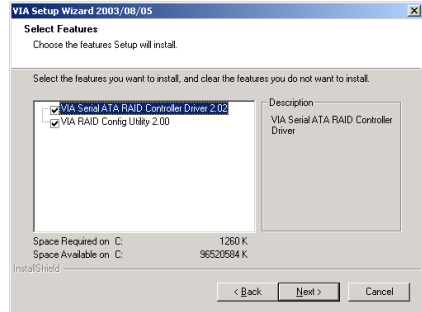 VIA Setup Wizard 2003/08/05
Select Features
Choose the features Setup will install.
Select the features you want to install, and clear the features you do not want to install.
VIA Serial ATA RAID Controller Driver 2.02
VIA RAID Config Utility 2.00
Description
VIA Serial ATA RAID Controller
Driver
Space Required on C: 1260 K
Space Available on C: 96520584 K
InstallShield
< Back
Next >
Cancel